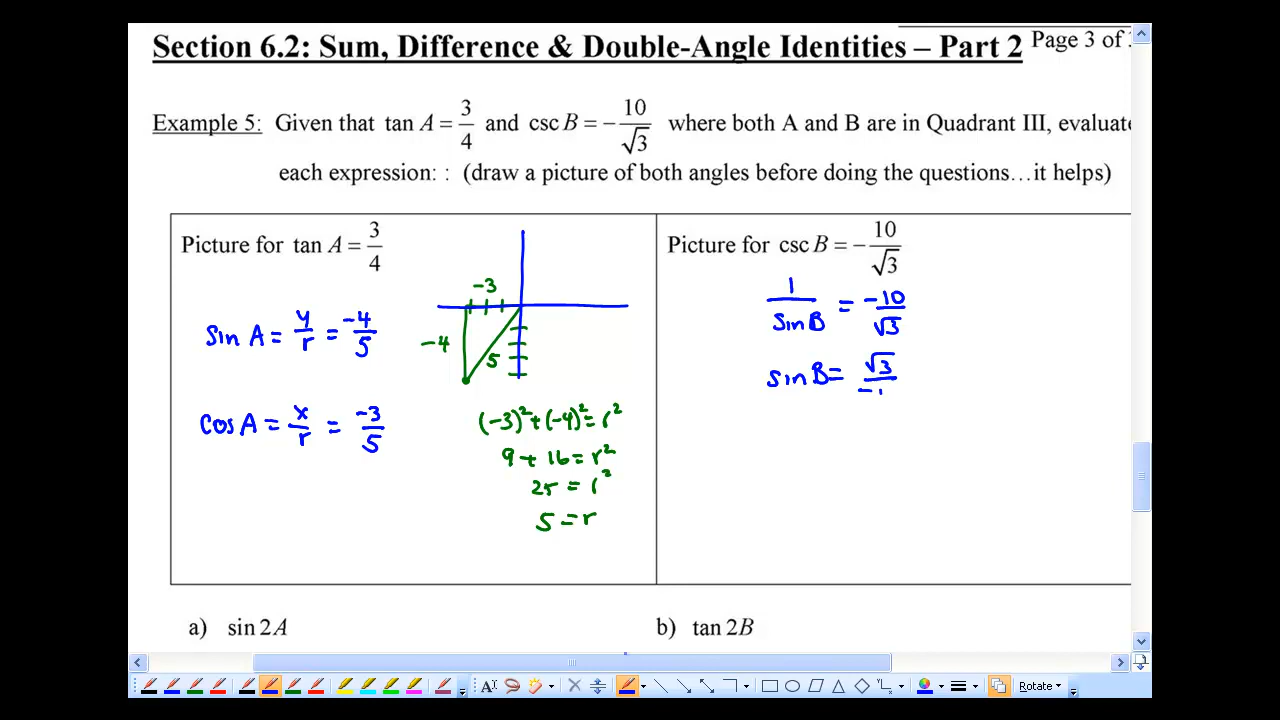 Section 6.2: Sum, Difference & Double-Angle Identities – Part 2 Page 3 of
Example 5: Given that tan A = 3/4 and csc B = −10/√3 where both A and B are in Quadrant III, evaluate
each expression: : (draw a picture of both angles before doing the questions…it helps)
Picture for tan A = 3/4
sin A = y/r = -4/5
cos A = x/r = -3/5
-3
-4
5
(-3)² + (-4)² = r²
9 + 16 = r²
25 = r²
5 = r
Picture for csc B = −10/√3
1/sin B = -10/√3
sin B = √3/-1
a) sin 2A
b) tan 2B
Rotate